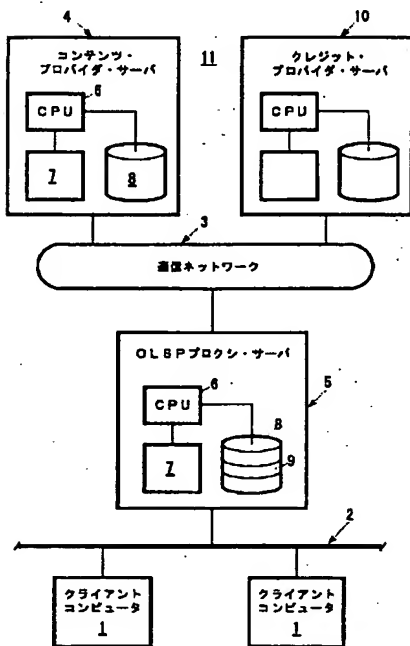 4
10
コンテンツ・
プロバイダ・サーバ
11
クレジット・
プロバイダ・サーバ
CPU
6
7
8
CPU
3
通信ネットワーク
OLSPプロクシ・サーバ
5
CPU
6
7
8
9
2
クライアント
コンピュータ
1
クライアント
コンピュータ
1